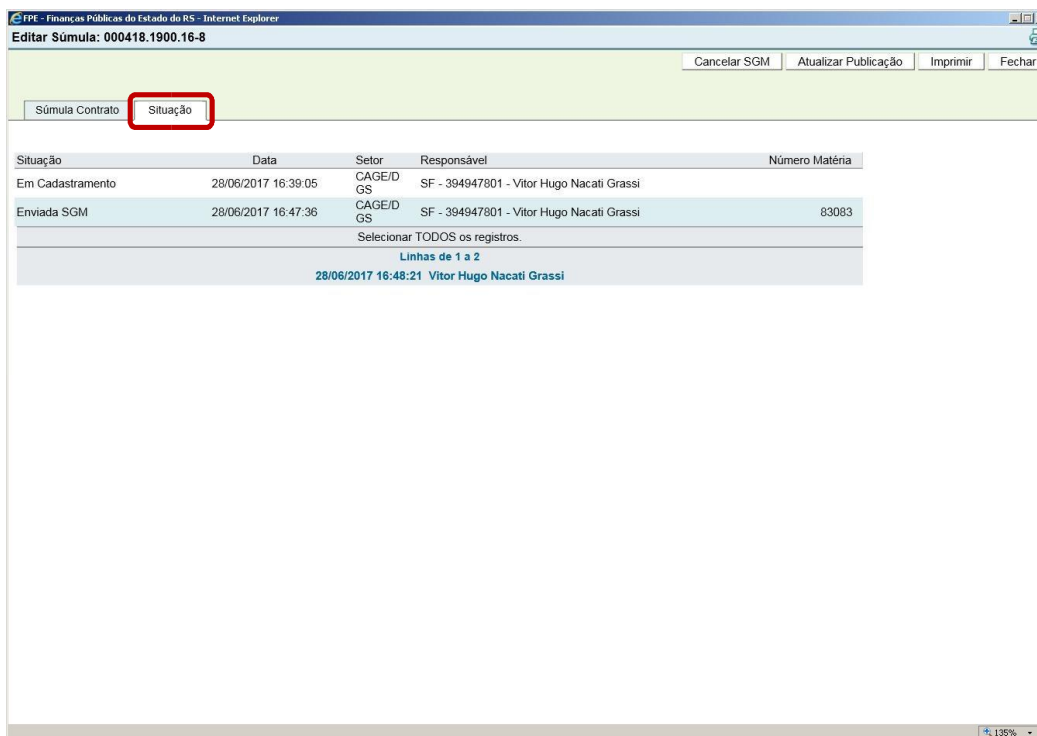 FPE - Finanças Públicas do Estado do RS - Internet Explorer
Editar Súmula: 000418.1900.16-8
Cancelar SGM Atualizar Publicação Imprimir Fechar
Súmula Contrato Situação
Situação Data Setor Responsável Número Matéria
Em Cadastramento 28/06/2017 16:39:05 CAGE/D GS SF - 394947801 - Vitor Hugo Nacati Grassi
Enviada SGM 28/06/2017 16:47:36 CAGE/D GS SF - 394947801 - Vitor Hugo Nacati Grassi 83083
Selecionar TODOS os registros.
Linhas de 1 a 2
28/06/2017 16:48:21 Vitor Hugo Nacati Grassi
135%